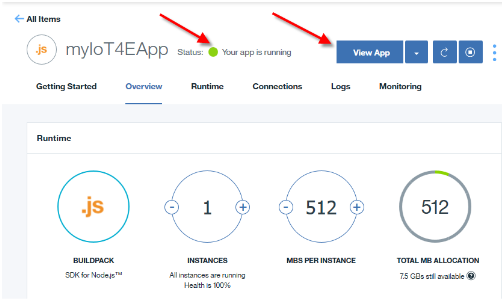 All Items
.js
myIoT4EApp
Status:
Your app is running
View App
Getting Started
Overview
Runtime
Connections
Logs
Monitoring
Runtime
.js
- 1 +
- 512 +
512
BUILDPACK
INSTANCES
MBS PER INSTANCE
TOTAL MB ALLOCATION
SDK for Node.js™
All instances are running
Health is 100%
7.5 GBs still available ?